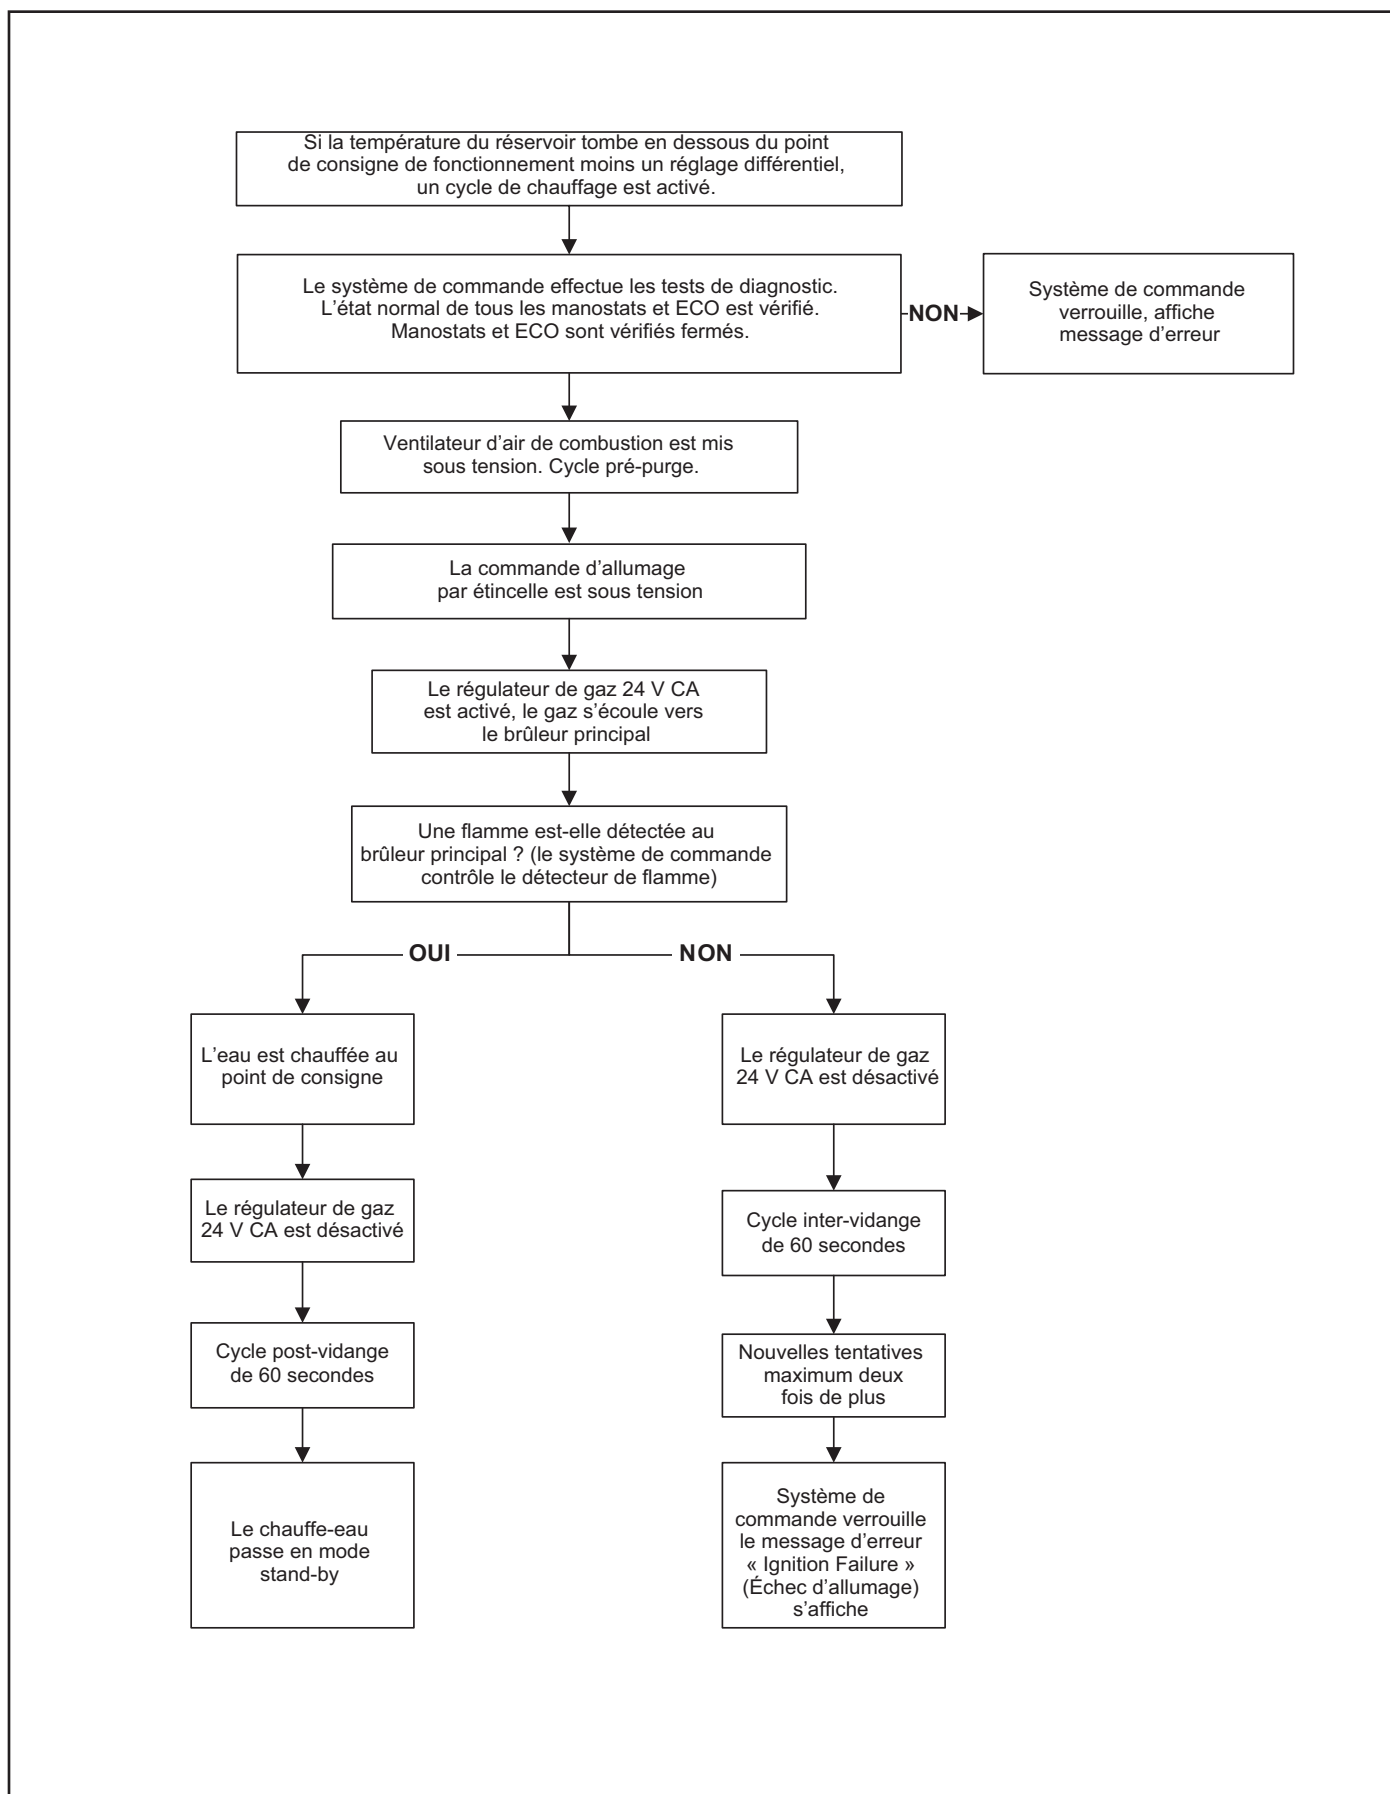 Si la température du réservoir tombe en dessous du point
de consigne de fonctionnement moins un réglage différentiel,
un cycle de chauffage est activé.
Le système de commande effectue les tests de diagnostic.
L'état normal de tous les manostats et ECO est vérifié.
Manostats et ECO sont vérifiés fermés.
NON
Système de commande
verrouille, affiche
message d'erreur
Ventilateur d'air de combustion est mis
sous tension. Cycle pré-purge.
La commande d'allumage
par étincelle est sous tension
Le régulateur de gaz 24 V CA
est activé, le gaz s'écoule vers
le brûleur principal
Une flamme est-elle détectée au
brûleur principal ? (le système de commande
contrôle le détecteur de flamme)
OUI
NON
L'eau est chauffée au
point de consigne
Le régulateur de gaz
24 V CA est désactivé
Cycle post-vidange
de 60 secondes
Le chauffe-eau
passe en mode
stand-by
Le régulateur de gaz
24 V CA est désactivé
Cycle inter-vidange
de 60 secondes
Nouvelles tentatives
maximum deux
fois de plus
Système de
commande verrouille
le message d'erreur
« Ignition Failure »
(Échec d'allumage)
s'affiche